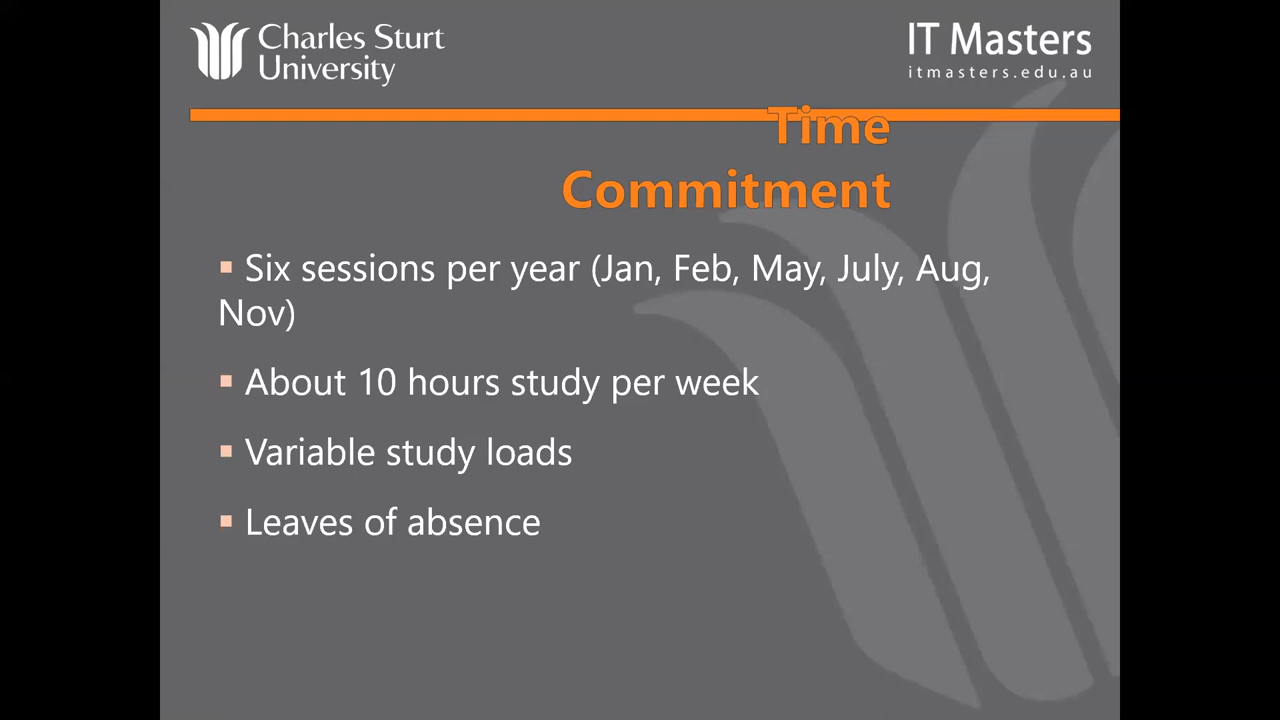 Charles Sturt
University
IT Masters
itmasters.edu.au
Time
Commitment
▪ Six sessions per year (Jan, Feb, May, July, Aug,
Nov)
▪ About 10 hours study per week
▪ Variable study loads
▪ Leaves of absence